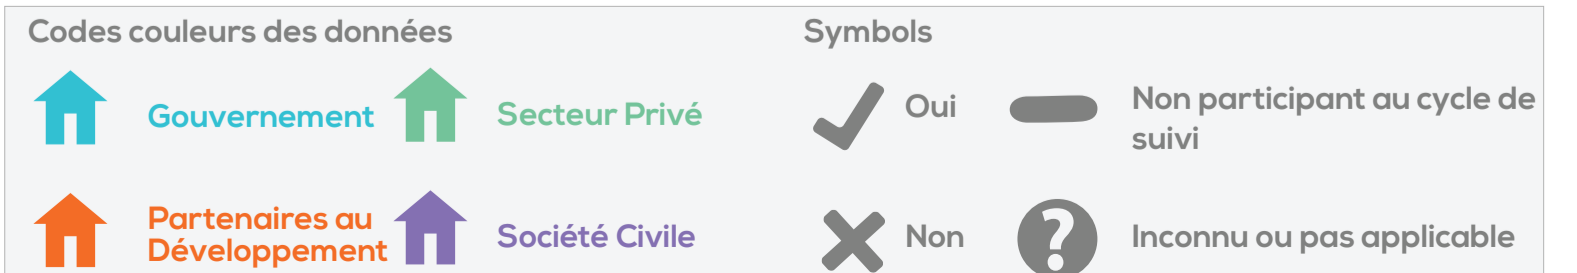 Codes couleurs des données
Symbols
Gouvernement
Secteur Privé
Oui
Non participant au cycle de
suivi
Partenaires au
Développement
Société Civile
Non
?
Inconnu ou pas applicable